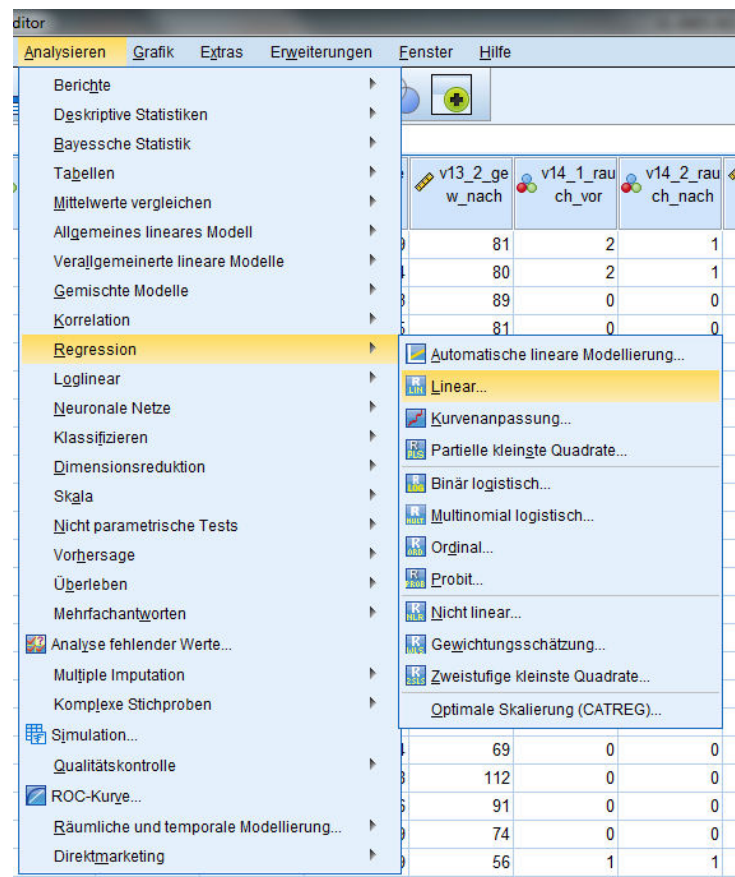 ditor
Analysieren Grafik Extras Erweiterungen Fenster Hilfe
Berichte
Deskriptive Statistiken
Bayessche Statistik
Tabellen
Mittelwerte vergleichen
Allgemeines lineares Modell
Verallgemeinerte lineare Modelle
Gemischte Modelle
Korrelation
Regression
Loglinear
Neuronale Netze
Klassifizieren
Dimensionsreduktion
Skala
Nicht parametrische Tests
Vorhersage
Überleben
Mehrfachantworten
Analyse fehlender Werte...
Multiple Imputation
Komplexe Stichproben
Simulation...
Qualitätskontrolle
ROC-Kurve...
Räumliche und temporale Modellierung...
Direktmarketing
v13_2_ge v14_1_rau v14_2_rau
w_nach ch_vor ch_nach
81 2 1
80 2 1
89 0 0
81 0 0
Automatische lineare Modellierung...
Linear...
Kurvenanpassung...
Partielle kleinste Quadrate...
Binär logistisch...
Multinomial logistisch...
Ordinal...
Probit...
Nicht linear...
Gewichtungsschätzung...
Zweistufige kleinste Quadrate...
Optimale Skalierung (CATREG)...
69 0 0
112 0 0
91 0 0
74 0 0
56 1 1